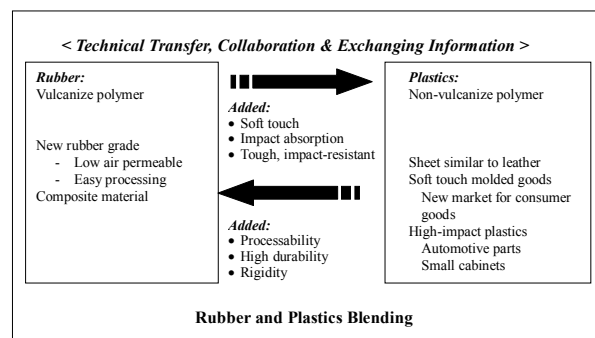 < Technical Transfer, Collaboration & Exchanging Information >
Rubber:
Vulcanize polymer
New rubber grade
- Low air permeable
- Easy processing
Composite material
Added:
• Soft touch
• Impact absorption
• Tough, impact-resistant
Added:
• Processability
• High durability
• Rigidity
Plastics:
Non-vulcanize polymer
Sheet similar to leather
Soft touch molded goods
New market for consumer
goods
High-impact plastics
Automotive parts
Small cabinets
Rubber and Plastics Blending